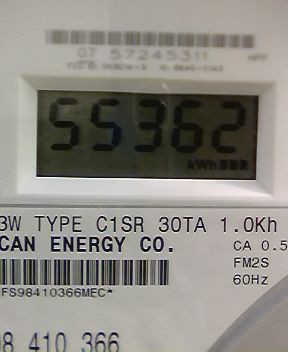 07 57245311
55362
kWh
3W TYPE C1SR 30TA 1.0Kh
CAN ENERGY CO.
CA 0.5
FM2S
60Hz
FS98410366MEC*
98 410 366